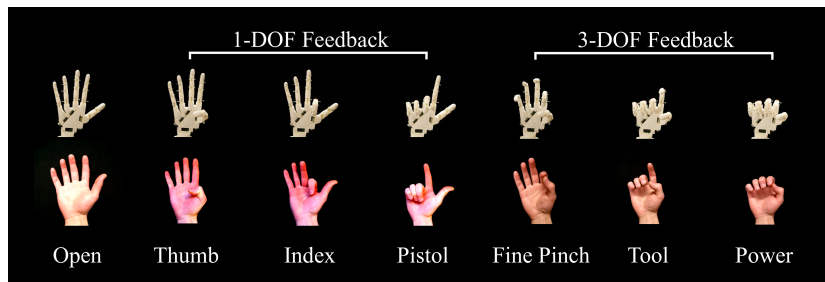 1-DOF Feedback
3-DOF Feedback
Open
Thumb
Index
Pistol
Fine Pinch
Tool
Power